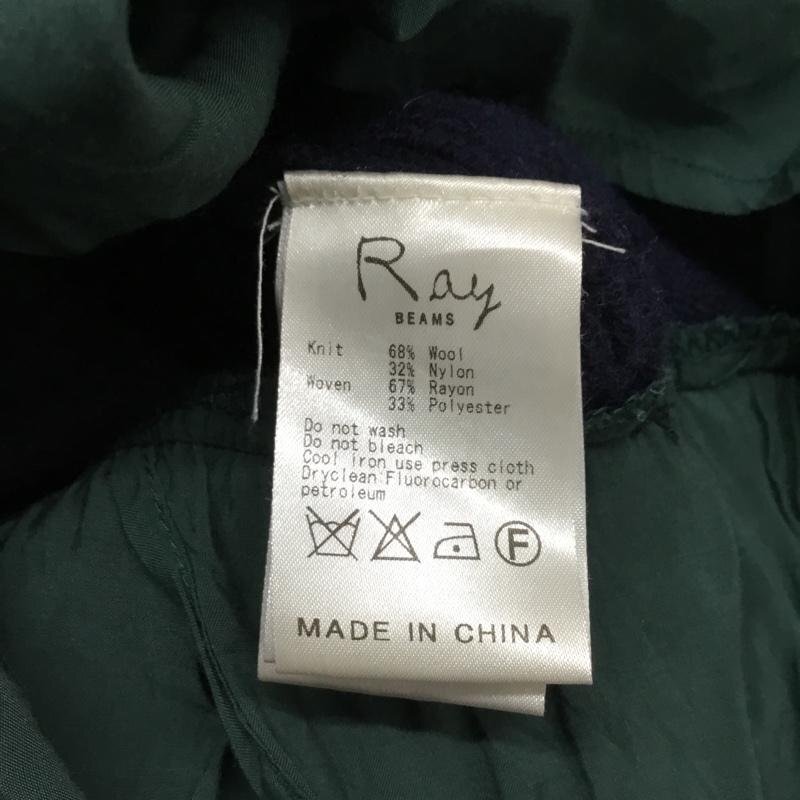 Ray
BEAMS
Knit 68% Wool
32% Nylon
Woven 67% Rayon
33% Polyester
Do not wash
Do not bleach
Cool iron use press cloth
Dryclean Fluorocarbon or
petroleum
F
MADE IN CHINA